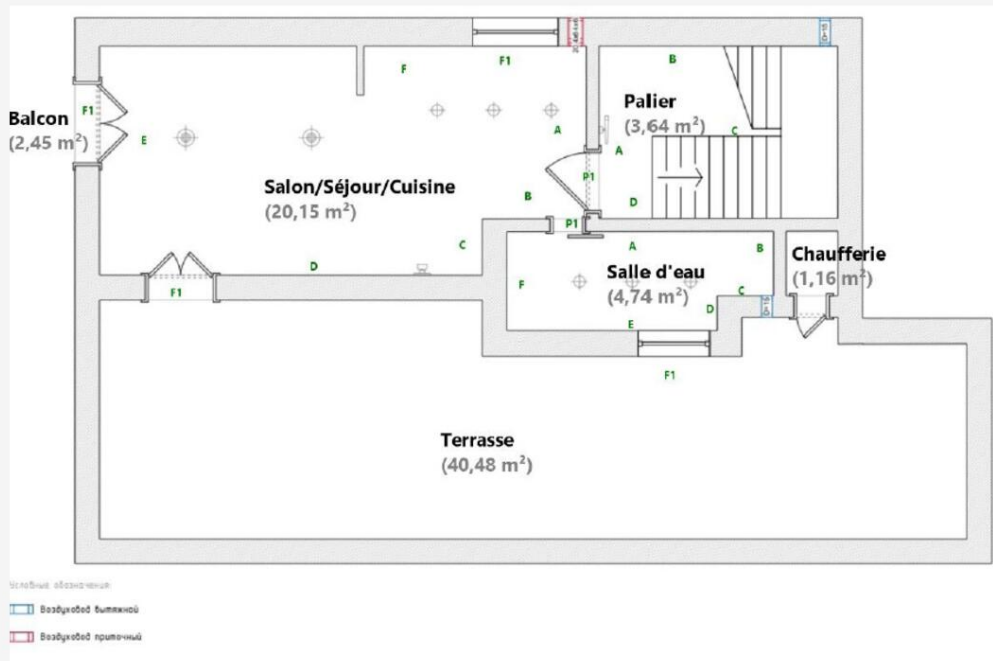 F
F1
B
Balcon
(2,45 m²)
F1
E
A
Palier
(3,64 m²)
C
A
Salon/Séjour/Cuisine
(20,15 m²)
P1
B
D
P1
C
D
F1
A
B
Chaufferie
(1,16 m²)
Salle d'eau
(4,74 m²)
F
C
D
E
F1
Terrasse
(40,48 m²)
Условные обозначения:
Воздуховод вытяжной
Воздуховод приточный